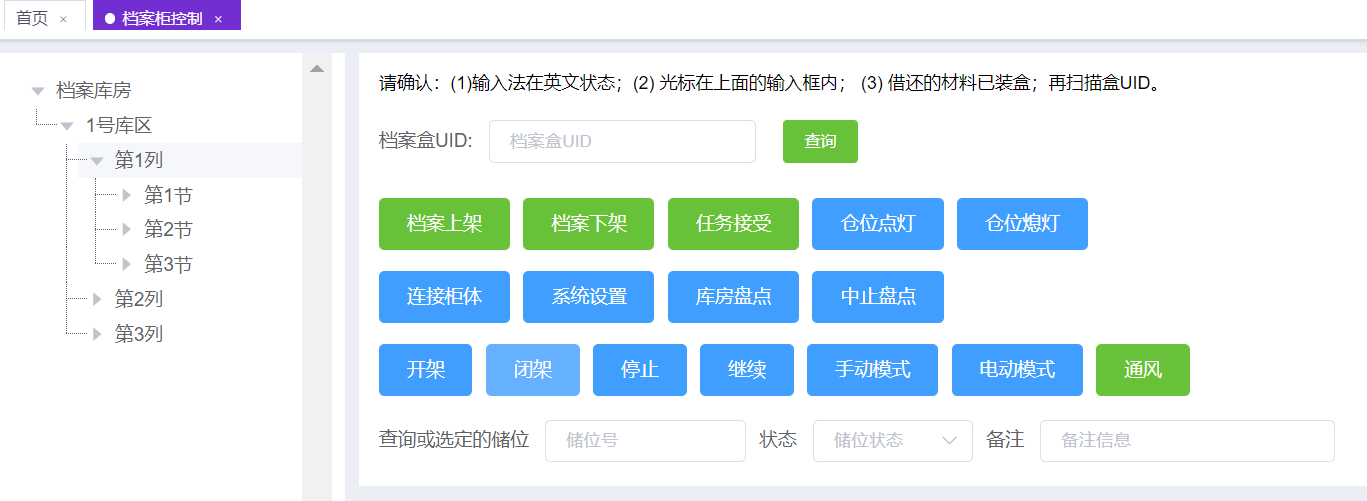 首页 ×
档案柜控制 ×
档案库房
1号库区
第1列
第1节
第2节
第3节
第2列
第3列
请确认：(1)输入法在英文状态；(2) 光标在上面的输入框内； (3) 借还的材料已装盒；再扫描盒UID。
档案盒UID: 档案盒UID 查询
档案上架 档案下架 任务接受 仓位点灯 仓位熄灯
连接柜体 系统设置 库房盘点 中止盘点
开架 闭架 停止 继续 手动模式 电动模式 通风
查询或选定的储位 储位号 状态 储位状态 备注 备注信息